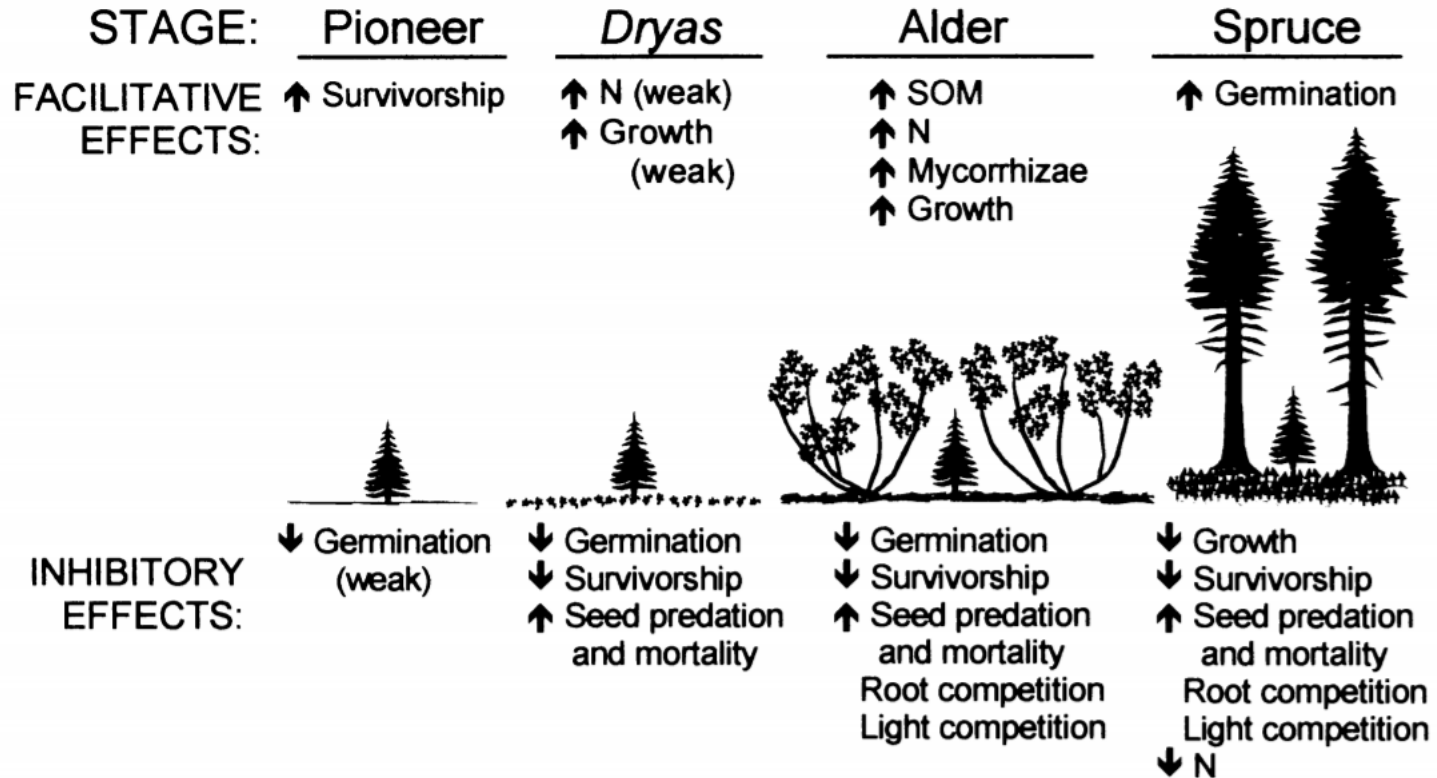 STAGE: Pioneer Dryas Alder Spruce
FACILITATIVE EFFECTS:
↑ Survivorship
↑ N (weak)
↑ Growth
(weak)
↑ SOM
↑ N
↑ Mycorrhizae
↑ Growth
↑ Germination
INHIBITORY
EFFECTS:
↓ Germination
(weak)
↓ Germination
↓ Survivorship
↑ Seed predation
and mortality
↓ Germination
↓ Survivorship
↑ Seed predation
and mortality
Root competition
Light competition
↓ Growth
↓ Survivorship
↑ Seed predation
and mortality
Root competition
Light competition
↓ N